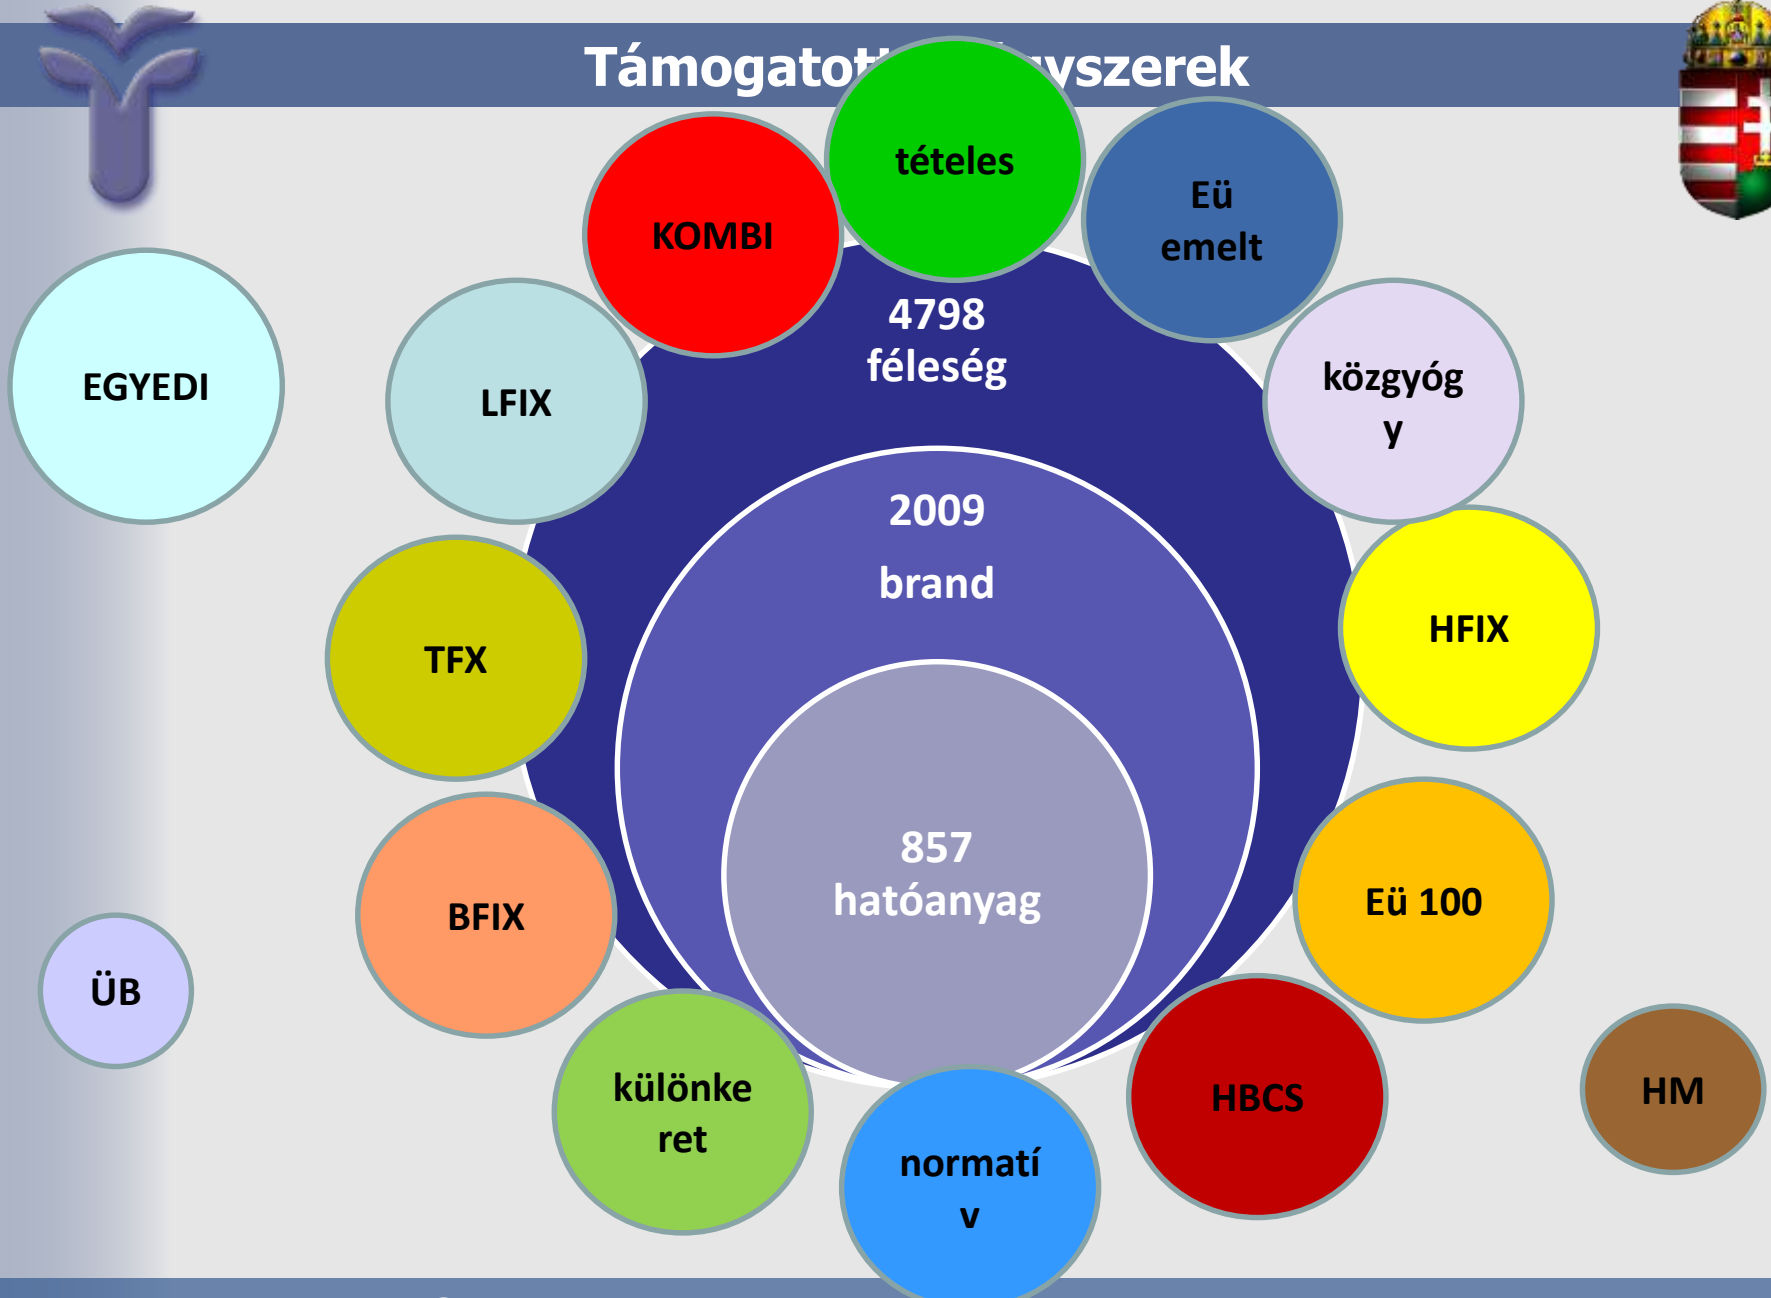 Támogatott yszerek
tételes
Eü
emelt
KOMBI
4798
féleség
közgyóg
y
EGYEDI
LFIX
2009
brand
HFIX
TFX
857
hatóanyag
Eü 100
BFIX
ÜB
különke
ret
HBCS
HM
normatí
v